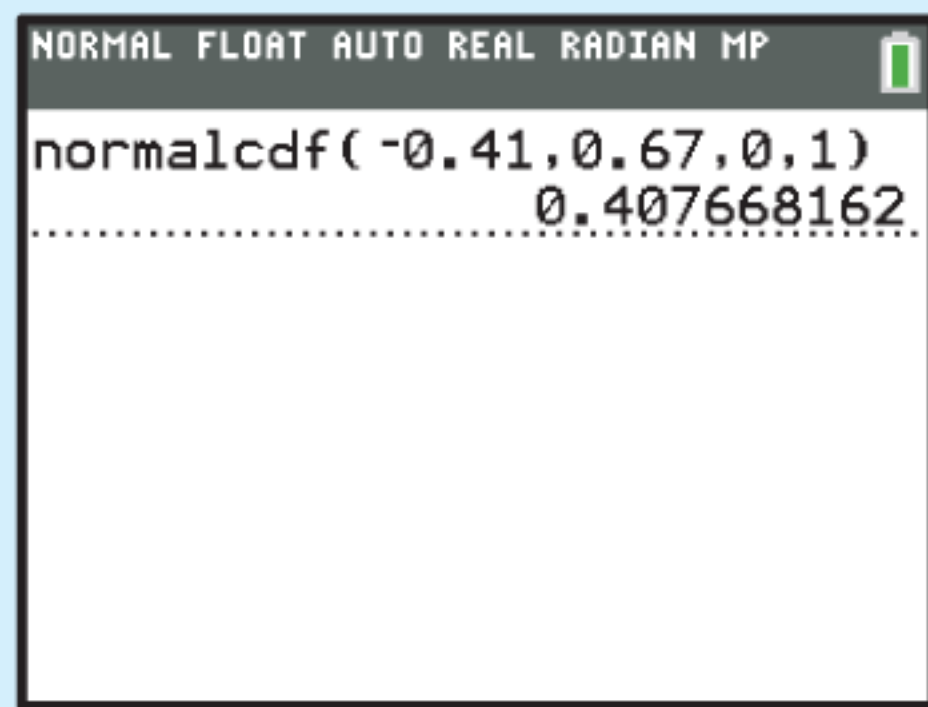 NORMAL FLOAT AUTO REAL RADIAN MP
normalcdf(⁻0.41,0.67,0,1)
0.407668162